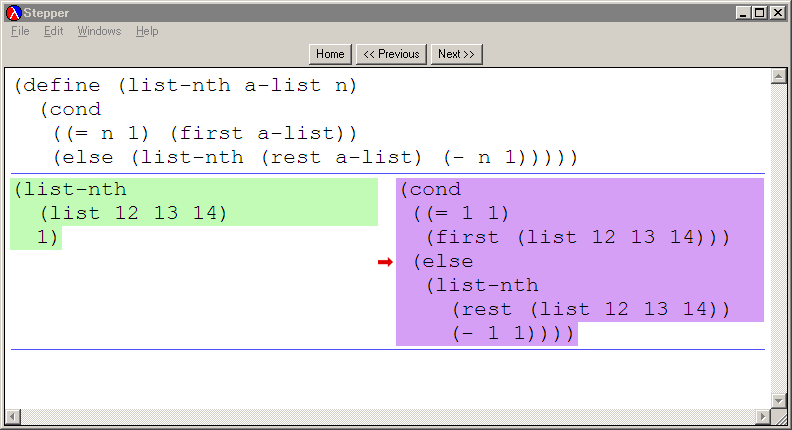 Stepper
File Edit Windows Help
Home << Previous Next >>
(define (list-nth a-list n)
  (cond
   ((= n 1) (first a-list))
   (else (list-nth (rest a-list) (- n 1)))))
(list-nth
  (list 12 13 14)
  1)
(cond
 ((= 1 1)
  (first (list 12 13 14)))
 (else
  (list-nth
    (rest (list 12 13 14))
    (- 1 1))))